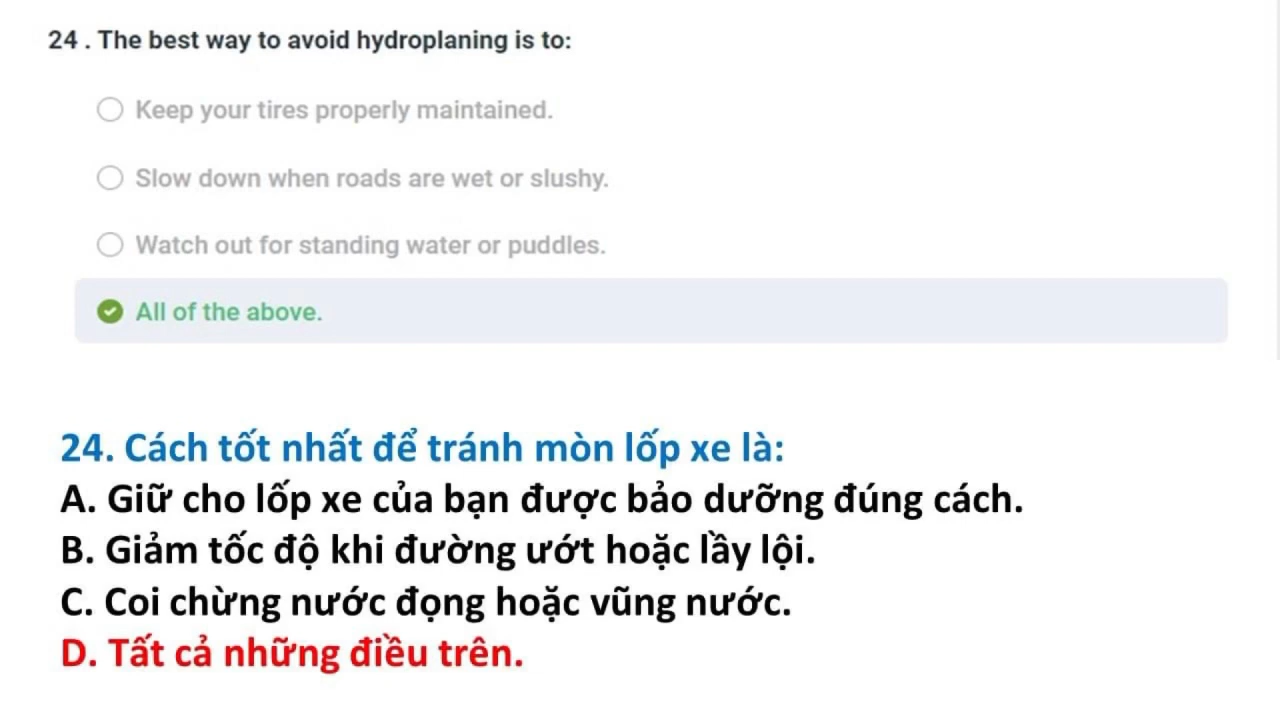 24 . The best way to avoid hydroplaning is to:
Keep your tires properly maintained.
Slow down when roads are wet or slushy.
Watch out for standing water or puddles.
All of the above.
24. Cách tốt nhất để tránh mòn lốp xe là:
A. Giữ cho lốp xe của bạn được bảo dưỡng đúng cách.
B. Giảm tốc độ khi đường ướt hoặc lầy lội.
C. Coi chừng nước đọng hoặc vũng nước.
D. Tất cả những điều trên.